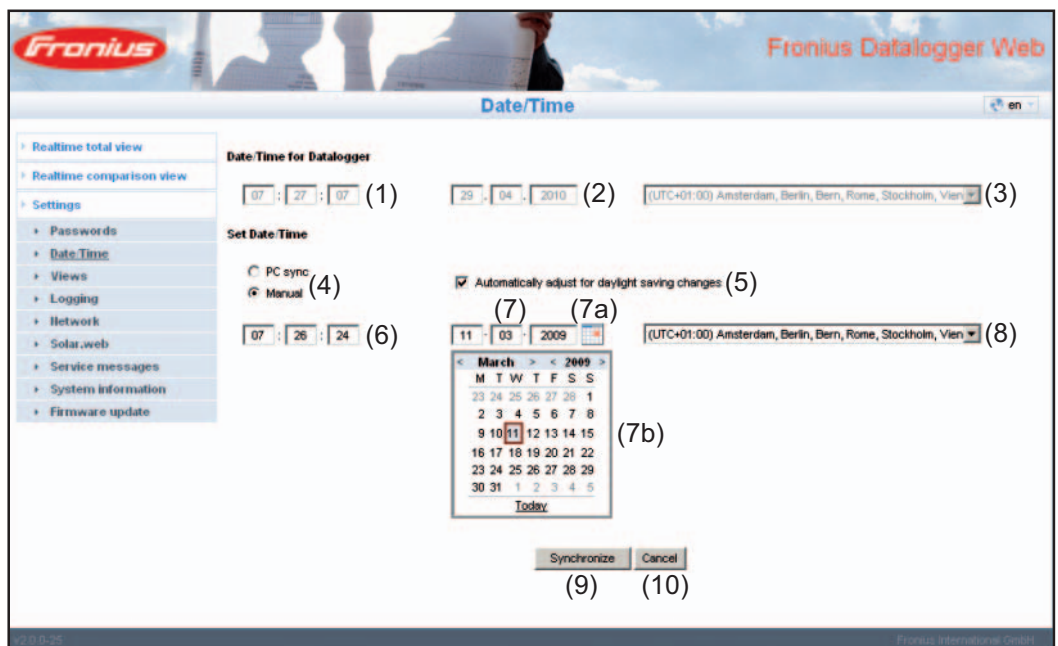 Fronius
Fronius Datalogger Web
Date/Time
en
Realtime total view
Realtime comparison view
Settings
Passwords
Date/Time
Views
Logging
Network
Solar.web
Service messages
System information
Firmware update
Date/Time for Datalogger
07 : 27 : 07 (1)
29 . 04 . 2010 (2)
(UTC+01:00) Amsterdam, Berlin, Bern, Rome, Stockholm, Vien (3)
Set Date/Time
PC sync
Manual (4)
Automatically adjust for daylight saving changes (5)
(7) (7a)
07 : 26 : 24 (6)
11 . 03 . 2009
(UTC+01:00) Amsterdam, Berlin, Bern, Rome, Stockholm, Vien (8)
< March > < 2009 >
M T W T F S S
23 24 25 26 27 28 1
2 3 4 5 6 7 8
9 10 11 12 13 14 15
(7b)
16 17 18 19 20 21 22
23 24 25 26 27 28 29
30 31 1 2 3 4 5
Today
Synchronize Cancel
(9) (10)
v2.0.0-25
Fronius International GmbH